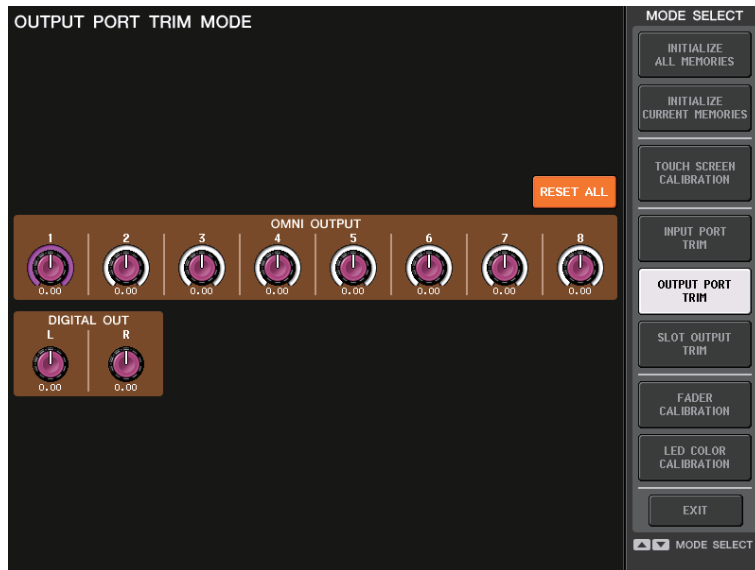 OUTPUT PORT TRIM MODE
RESET ALL
OMNI OUTPUT
1 2 3 4 5 6 7 8
0.00 0.00 0.00 0.00 0.00 0.00 0.00 0.00
DIGITAL OUT
L R
0.00 0.00
MODE SELECT
INITIALIZE
ALL MEMORIES
INITIALIZE
CURRENT MEMORIES
TOUCH SCREEN
CALIBRATION
INPUT PORT
TRIM
OUTPUT PORT
TRIM
SLOT OUTPUT
TRIM
FADER
CALIBRATION
LED COLOR
CALIBRATION
EXIT
MODE SELECT